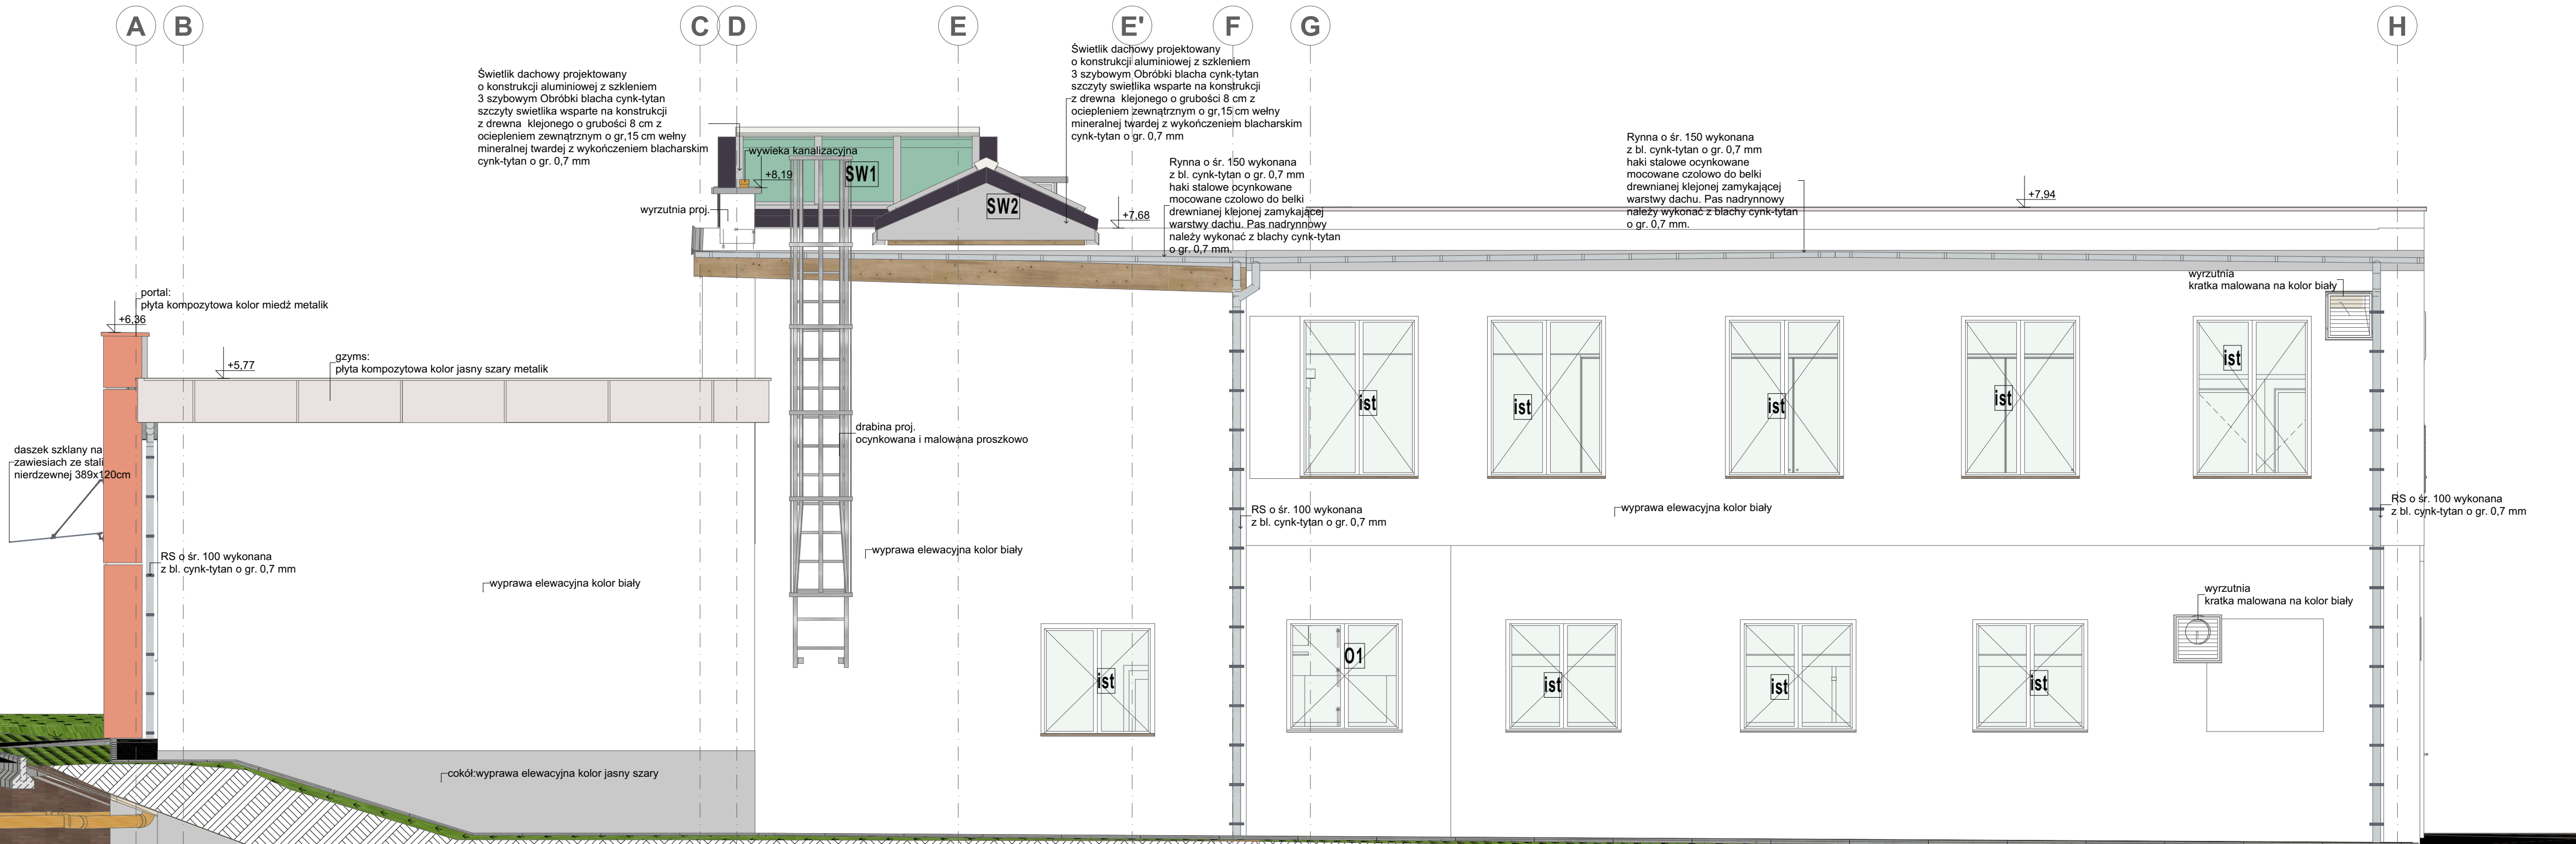 A B C D E E' F G H
Świetlik dachowy projektowany
o konstrukcji aluminiowej z szkleniem
3 szybowym Obróbki blacha cynk-tytan
szczyty swietlika wsparte na konstrukcji
z drewna klejonego o grubości 8 cm z
ociepleniem zewnątrznym o gr,15 cm wełny
mineralnej twardej z wykończeniem blacharskim
cynk-tytan o gr. 0,7 mm
Świetlik dachowy projektowany
o konstrukcji aluminiowej z szkleniem
3 szybowym Obróbki blacha cynk-tytan
szczyty swietlika wsparte na konstrukcji
z drewna klejonego o grubości 8 cm z
ociepleniem zewnątrznym o gr,15 cm wełny
mineralnej twardej z wykończeniem blacharskim
cynk-tytan o gr. 0,7 mm
wywieka kanalizacyjna
+8,19
SW1
SW2
wyrzutnia proj.
+7,68
Rynna o śr. 150 wykonana
z bl. cynk-tytan o gr. 0,7 mm
haki stalowe ocynkowane
mocowane czolowo do belki
drewnianej klejonej zamykającej
warstwy dachu. Pas nadrynnowy
należy wykonać z blachy cynk-tytan
o gr. 0,7 mm.
Rynna o śr. 150 wykonana
z bl. cynk-tytan o gr. 0,7 mm
haki stalowe ocynkowane
mocowane czolowo do belki
drewnianej klejonej zamykającej
warstwy dachu. Pas nadrynnowy
należy wykonać z blachy cynk-tytan
o gr. 0,7 mm.
+7,94
wyrzutnia
kratka malowana na kolor biały
portal:
płyta kompozytowa kolor miedź metalik
+6,36
+5,77
gzyms:
płyta kompozytowa kolor jasny szary metalik
daszek szklany na
zawiesiach ze stali
nierdzewnej 389x120cm
drabina proj.
ocynkowana i malowana proszkowo
ist
ist
ist
ist
ist
RS o śr. 100 wykonana
z bl. cynk-tytan o gr. 0,7 mm
wyprawa elewacyjna kolor biały
RS o śr. 100 wykonana
z bl. cynk-tytan o gr. 0,7 mm
RS o śr. 100 wykonana
z bl. cynk-tytan o gr. 0,7 mm
wyprawa elewacyjna kolor biały
wyprawa elewacyjna kolor biały
wyrzutnia
kratka malowana na kolor biały
ist
O1
ist
ist
ist
cokół:wyprawa elewacyjna kolor jasny szary